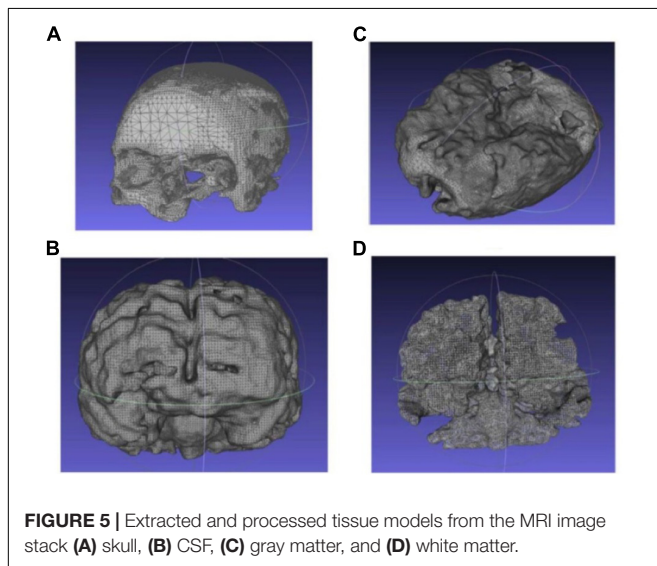 A
C
B
D
FIGURE 5 | Extracted and processed tissue models from the MRI image
stack (A) skull, (B) CSF, (C) gray matter, and (D) white matter.